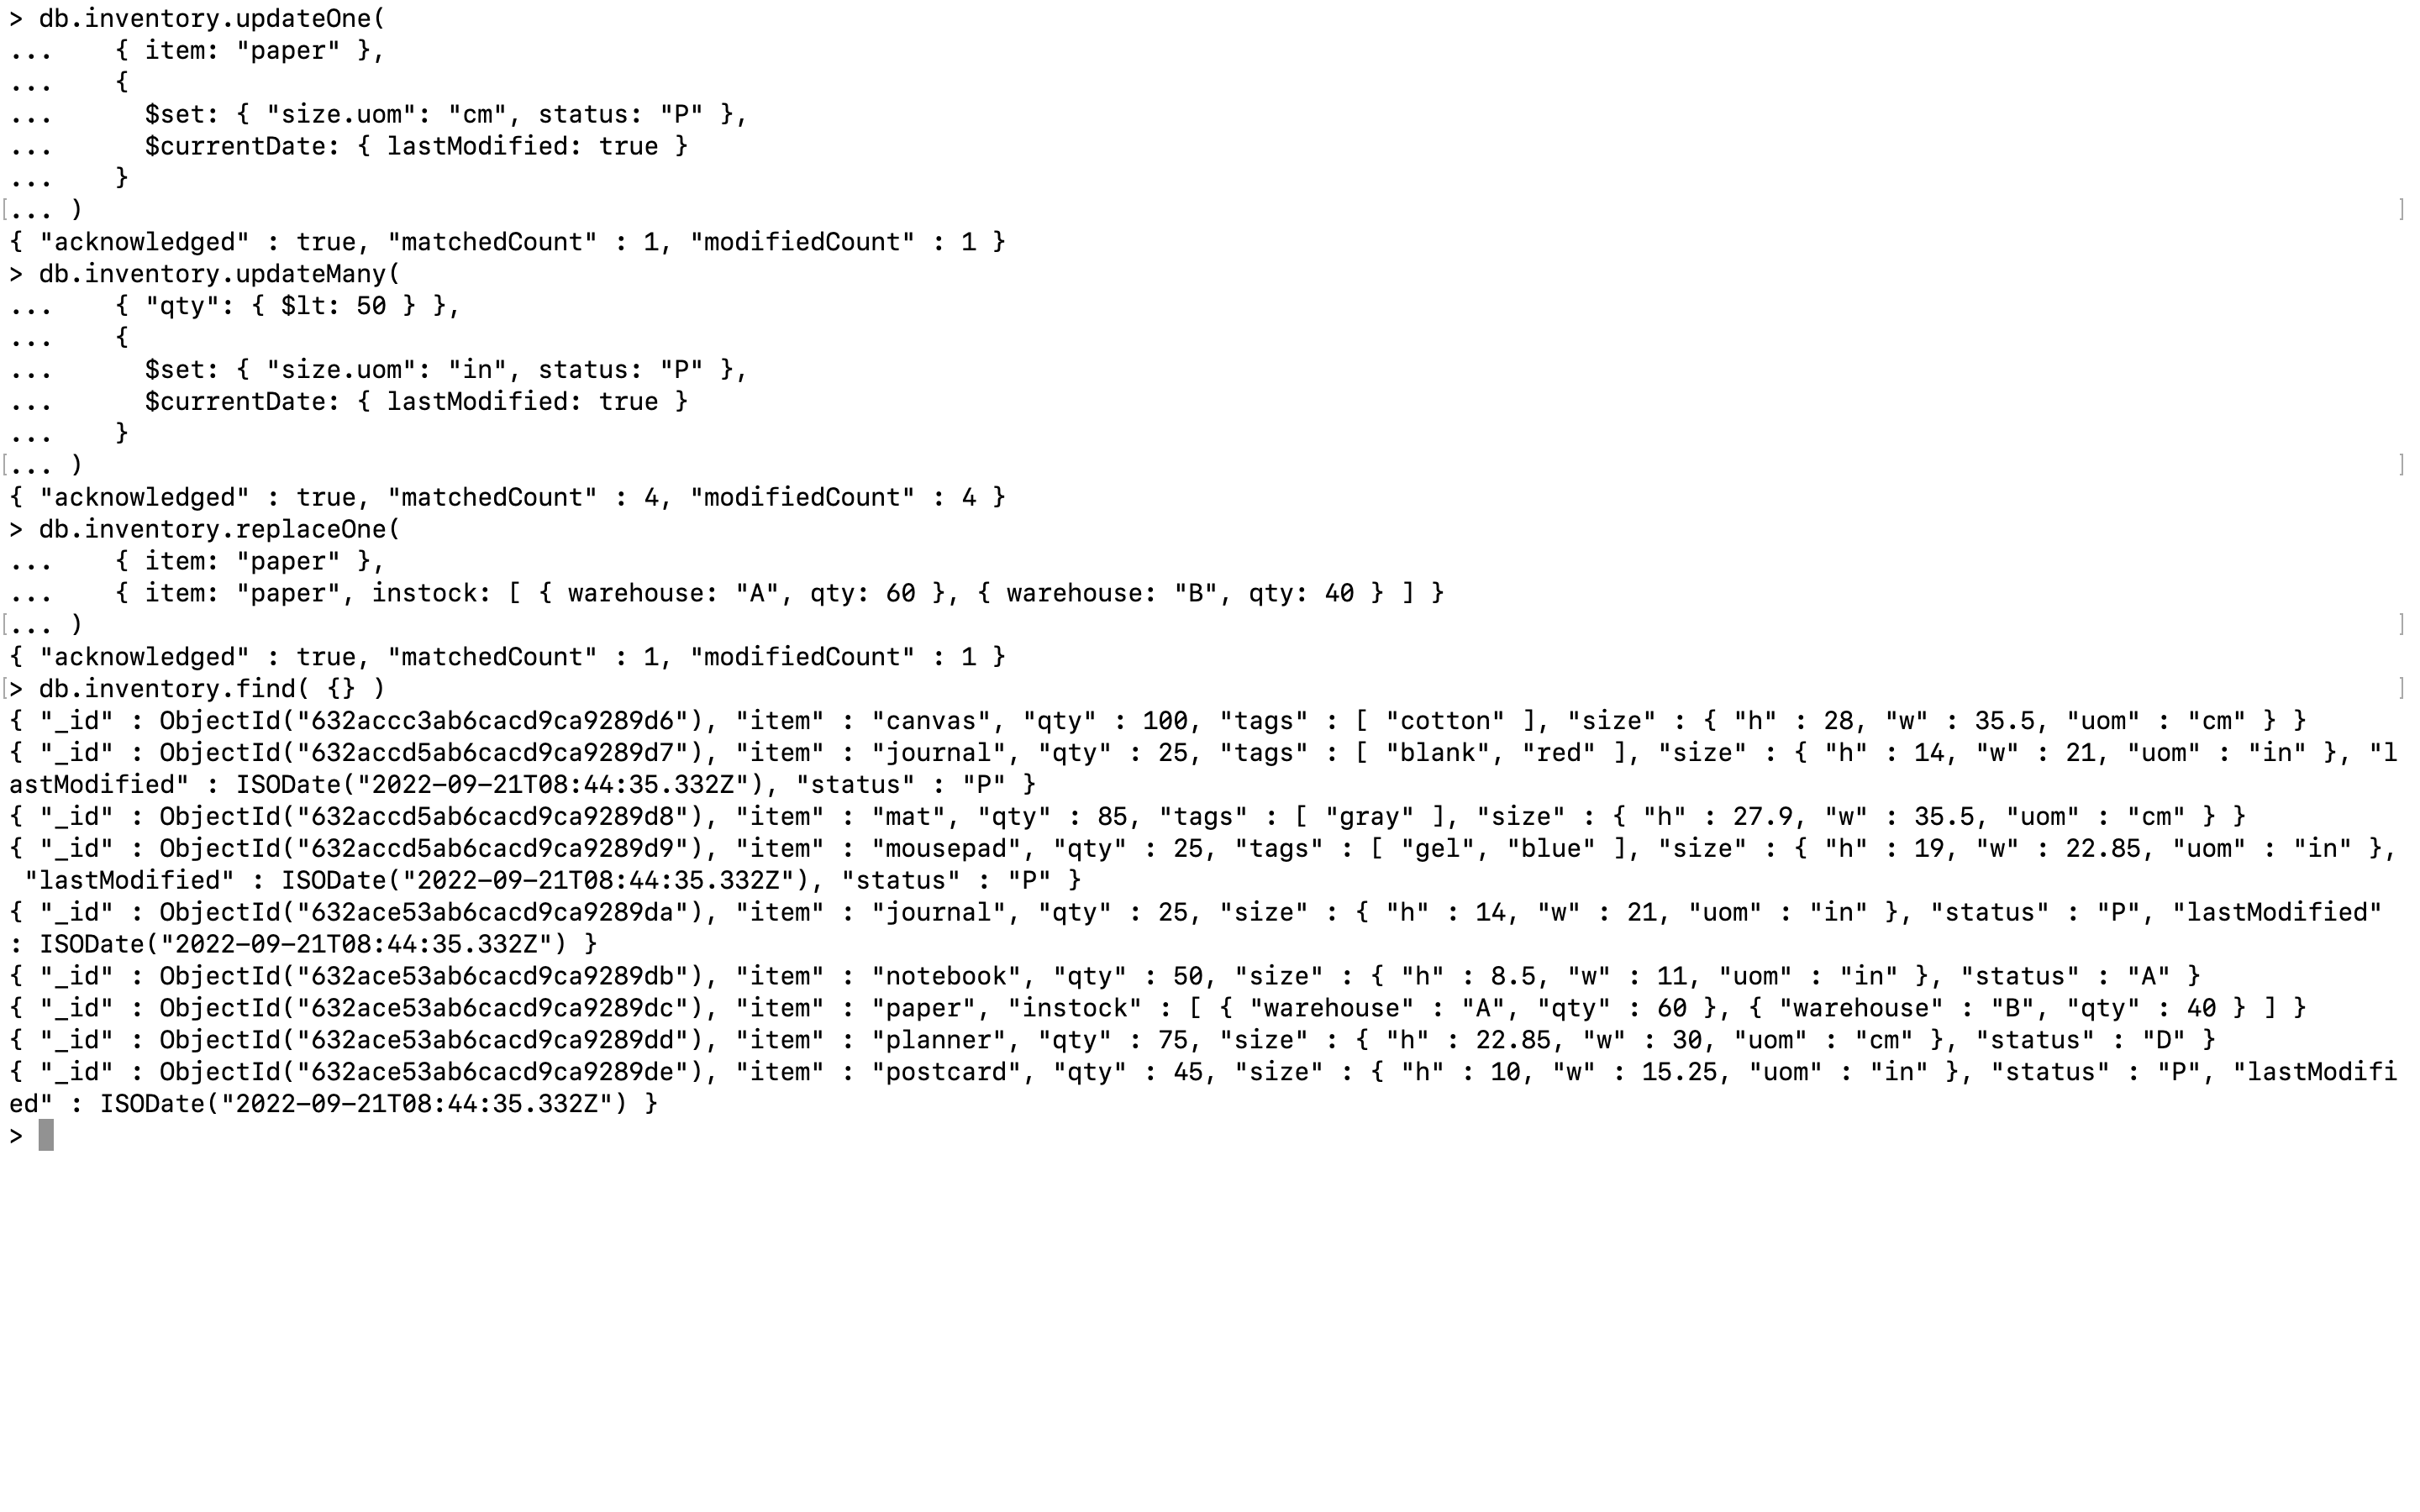 > db.inventory.updateOne(
...    { item: "paper" },
...    {
...      $set: { "size.uom": "cm", status: "P" },
...      $currentDate: { lastModified: true }
...    }
[... )                                                                                                                                                         ]
{ "acknowledged" : true, "matchedCount" : 1, "modifiedCount" : 1 }
> db.inventory.updateMany(
...    { "qty": { $lt: 50 } },
...    {
...      $set: { "size.uom": "in", status: "P" },
...      $currentDate: { lastModified: true }
...    }
[... )                                                                                                                                                         ]
{ "acknowledged" : true, "matchedCount" : 4, "modifiedCount" : 4 }
> db.inventory.replaceOne(
...    { item: "paper" },
...    { item: "paper", instock: [ { warehouse: "A", qty: 60 }, { warehouse: "B", qty: 40 } ] }
[... )                                                                                                                                                         ]
{ "acknowledged" : true, "matchedCount" : 1, "modifiedCount" : 1 }
[> db.inventory.find( {} )                                                                                                                                     ]
{ "_id" : ObjectId("632accc3ab6cacd9ca9289d6"), "item" : "canvas", "qty" : 100, "tags" : [ "cotton" ], "size" : { "h" : 28, "w" : 35.5, "uom" : "cm" } }
{ "_id" : ObjectId("632accd5ab6cacd9ca9289d7"), "item" : "journal", "qty" : 25, "tags" : [ "blank", "red" ], "size" : { "h" : 14, "w" : 21, "uom" : "in" }, "l
astModified" : ISODate("2022-09-21T08:44:35.332Z"), "status" : "P" }
{ "_id" : ObjectId("632accd5ab6cacd9ca9289d8"), "item" : "mat", "qty" : 85, "tags" : [ "gray" ], "size" : { "h" : 27.9, "w" : 35.5, "uom" : "cm" } }
{ "_id" : ObjectId("632accd5ab6cacd9ca9289d9"), "item" : "mousepad", "qty" : 25, "tags" : [ "gel", "blue" ], "size" : { "h" : 19, "w" : 22.85, "uom" : "in" },
 "lastModified" : ISODate("2022-09-21T08:44:35.332Z"), "status" : "P" }
{ "_id" : ObjectId("632ace53ab6cacd9ca9289da"), "item" : "journal", "qty" : 25, "size" : { "h" : 14, "w" : 21, "uom" : "in" }, "status" : "P", "lastModified"
: ISODate("2022-09-21T08:44:35.332Z") }
{ "_id" : ObjectId("632ace53ab6cacd9ca9289db"), "item" : "notebook", "qty" : 50, "size" : { "h" : 8.5, "w" : 11, "uom" : "in" }, "status" : "A" }
{ "_id" : ObjectId("632ace53ab6cacd9ca9289dc"), "item" : "paper", "instock" : [ { "warehouse" : "A", "qty" : 60 }, { "warehouse" : "B", "qty" : 40 } ] }
{ "_id" : ObjectId("632ace53ab6cacd9ca9289dd"), "item" : "planner", "qty" : 75, "size" : { "h" : 22.85, "w" : 30, "uom" : "cm" }, "status" : "D" }
{ "_id" : ObjectId("632ace53ab6cacd9ca9289de"), "item" : "postcard", "qty" : 45, "size" : { "h" : 10, "w" : 15.25, "uom" : "in" }, "status" : "P", "lastModifi
ed" : ISODate("2022-09-21T08:44:35.332Z") }
>